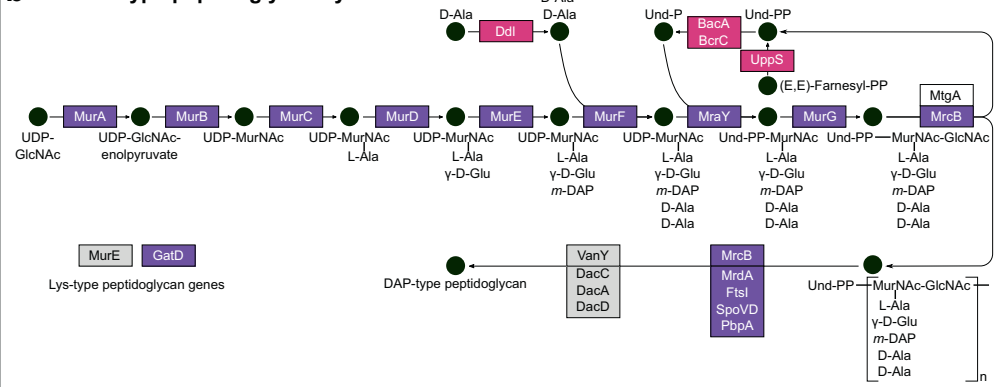 D-Ala
Ddl
D-Ala
Und-P
BacA
BcrC
Und-PP
UppS
(E,E)-Farnesyl-PP
MurA
MurB
MurC
MurD
MurE
MurF
MraY
MurG
MtgA
MrcB
UDP-
GlcNAc
UDP-GlcNAc-
enolpyruvate
UDP-MurNAc
UDP-MurNAc
L-Ala
UDP-MurNAc
L-Ala
γ-D-Glu
UDP-MurNAc
L-Ala
γ-D-Glu
m-DAP
UDP-MurNAc
L-Ala
γ-D-Glu
m-DAP
D-Ala
D-Ala
Und-PP-MurNAc
L-Ala
γ-D-Glu
m-DAP
D-Ala
D-Ala
Und-PP
MurNAc-GlcNAc
L-Ala
γ-D-Glu
m-DAP
D-Ala
D-Ala
MurE
GatD
Lys-type peptidoglycan genes
DAP-type peptidoglycan
VanY
DacC
DacA
DacD
MrcB
MrdA
FtsI
SpoVD
PbpA
Und-PP
MurNAc-GlcNAc
L-Ala
γ-D-Glu
m-DAP
D-Ala
D-Ala
n